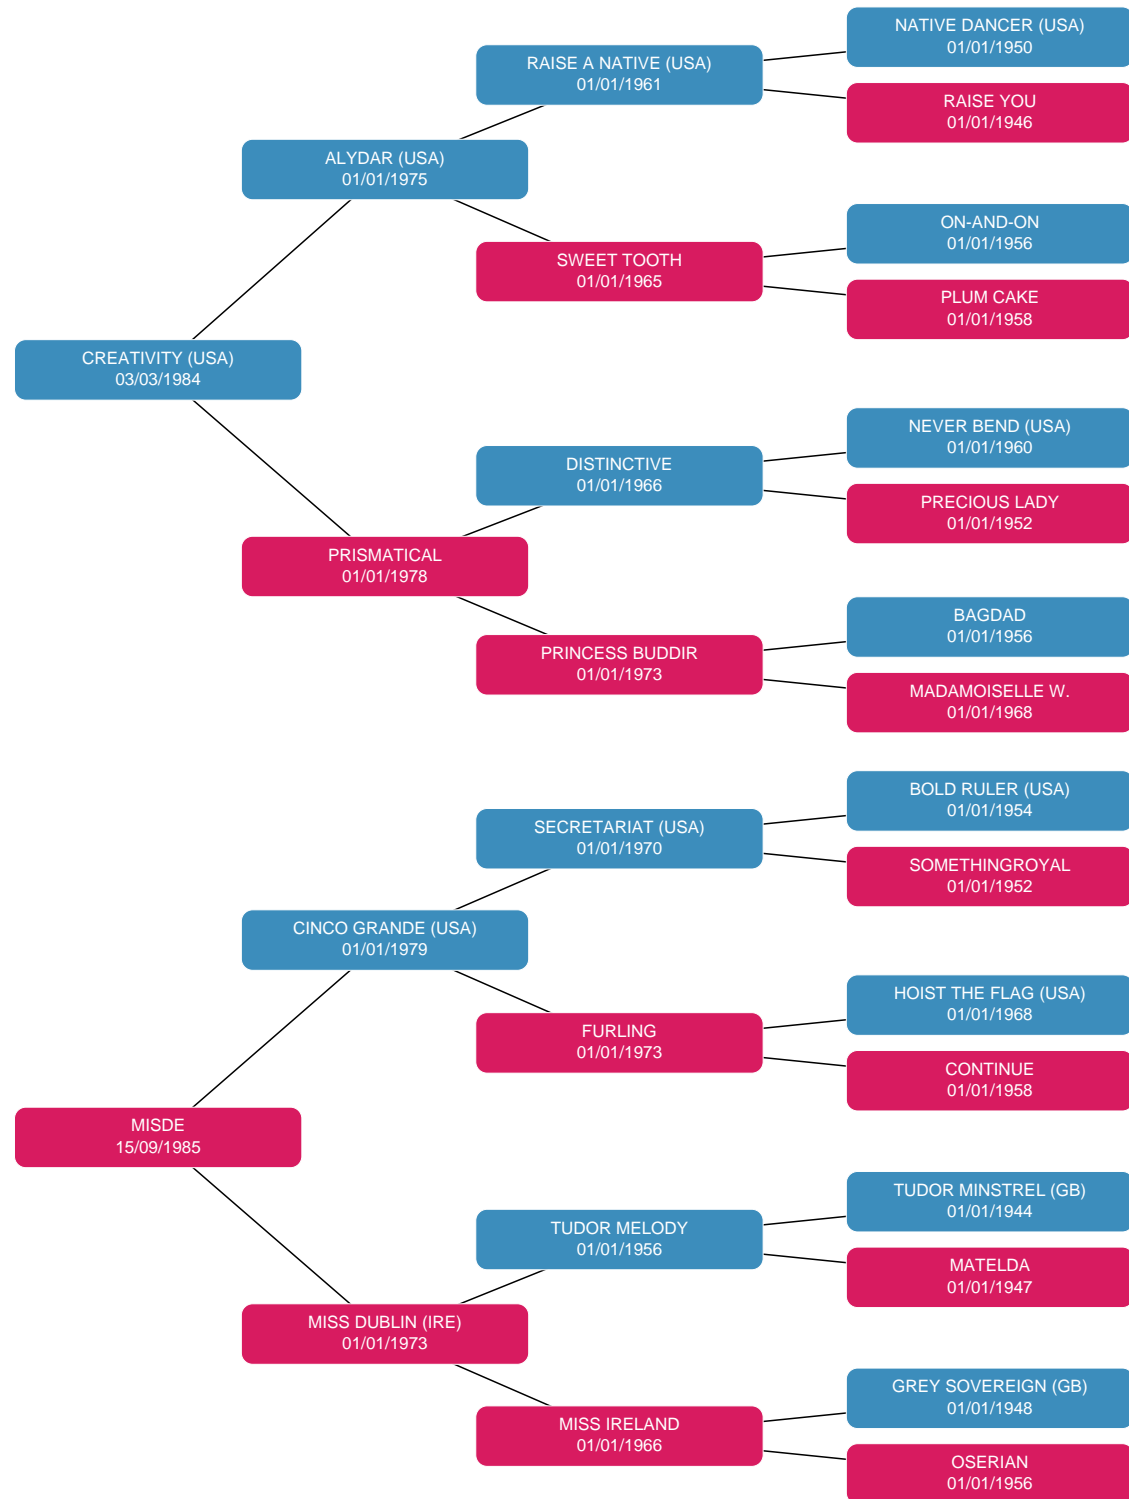 NATIVE DANCER (USA)
01/01/1950
RAISE A NATIVE (USA)
01/01/1961
RAISE YOU
01/01/1946
ALYDAR (USA)
01/01/1975
ON-AND-ON
01/01/1956
SWEET TOOTH
01/01/1965
PLUM CAKE
01/01/1958
CREATIVITY (USA)
03/03/1984
NEVER BEND (USA)
01/01/1960
DISTINCTIVE
01/01/1966
PRECIOUS LADY
01/01/1952
PRISMATICAL
01/01/1978
BAGDAD
01/01/1956
PRINCESS BUDDIR
01/01/1973
MADAMOISELLE W.
01/01/1968
BOLD RULER (USA)
01/01/1954
SECRETARIAT (USA)
01/01/1970
SOMETHINGROYAL
01/01/1952
CINCO GRANDE (USA)
01/01/1979
HOIST THE FLAG (USA)
01/01/1968
FURLING
01/01/1973
CONTINUE
01/01/1958
MISDE
15/09/1985
TUDOR MINSTREL (GB)
01/01/1944
TUDOR MELODY
01/01/1956
MATELDA
01/01/1947
MISS DUBLIN (IRE)
01/01/1973
GREY SOVEREIGN (GB)
01/01/1948
MISS IRELAND
01/01/1966
OSERIAN
01/01/1956